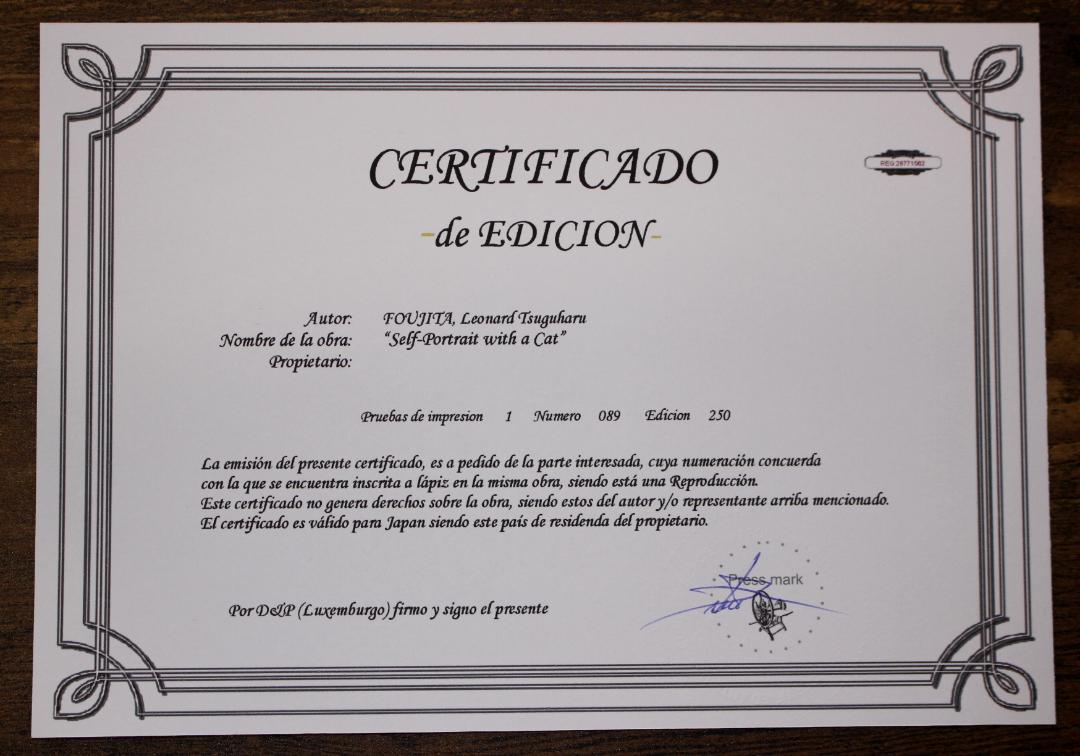 CERTIFICADO
REG 28771/002
-de EDICION-
Autor: FOUJITA, Leonard Tsuguharu
Nombre de la obra: "Self-Portrait with a Cat"
Propietario:
Pruebas de impresion 1 Numero 089 Edicion 250
La emisión del presente certificado, es a pedido de la parte interesada, cuya numeración concuerda
con la que se encuentra inscrita a lápiz en la misma obra, siendo está una Reproducción.
Este certificado no genera derechos sobre la obra, siendo estos del autor y/o representante arriba mencionado.
El certificado es válido para Japan siendo este pais de residenda del propietario.
Press mark
Por D&P (Luxemburgo) firmo y signo el presente